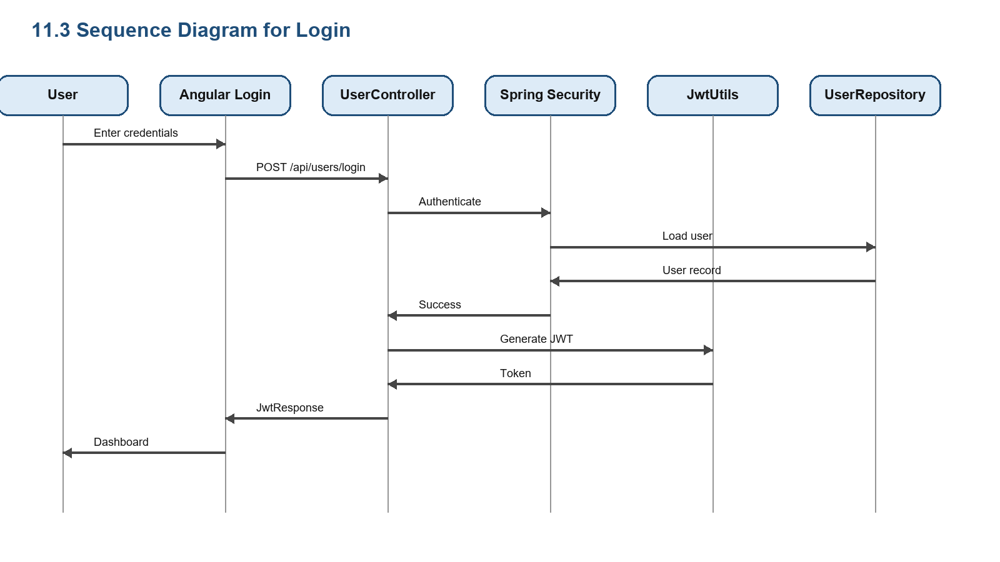 11.3 Sequence Diagram for Login
User
Angular Login
UserController
Spring Security
JwtUtils
UserRepository
Enter credentials
POST /api/users/login
Authenticate
Load user
User record
Success
Generate JWT
Token
JwtResponse
Dashboard